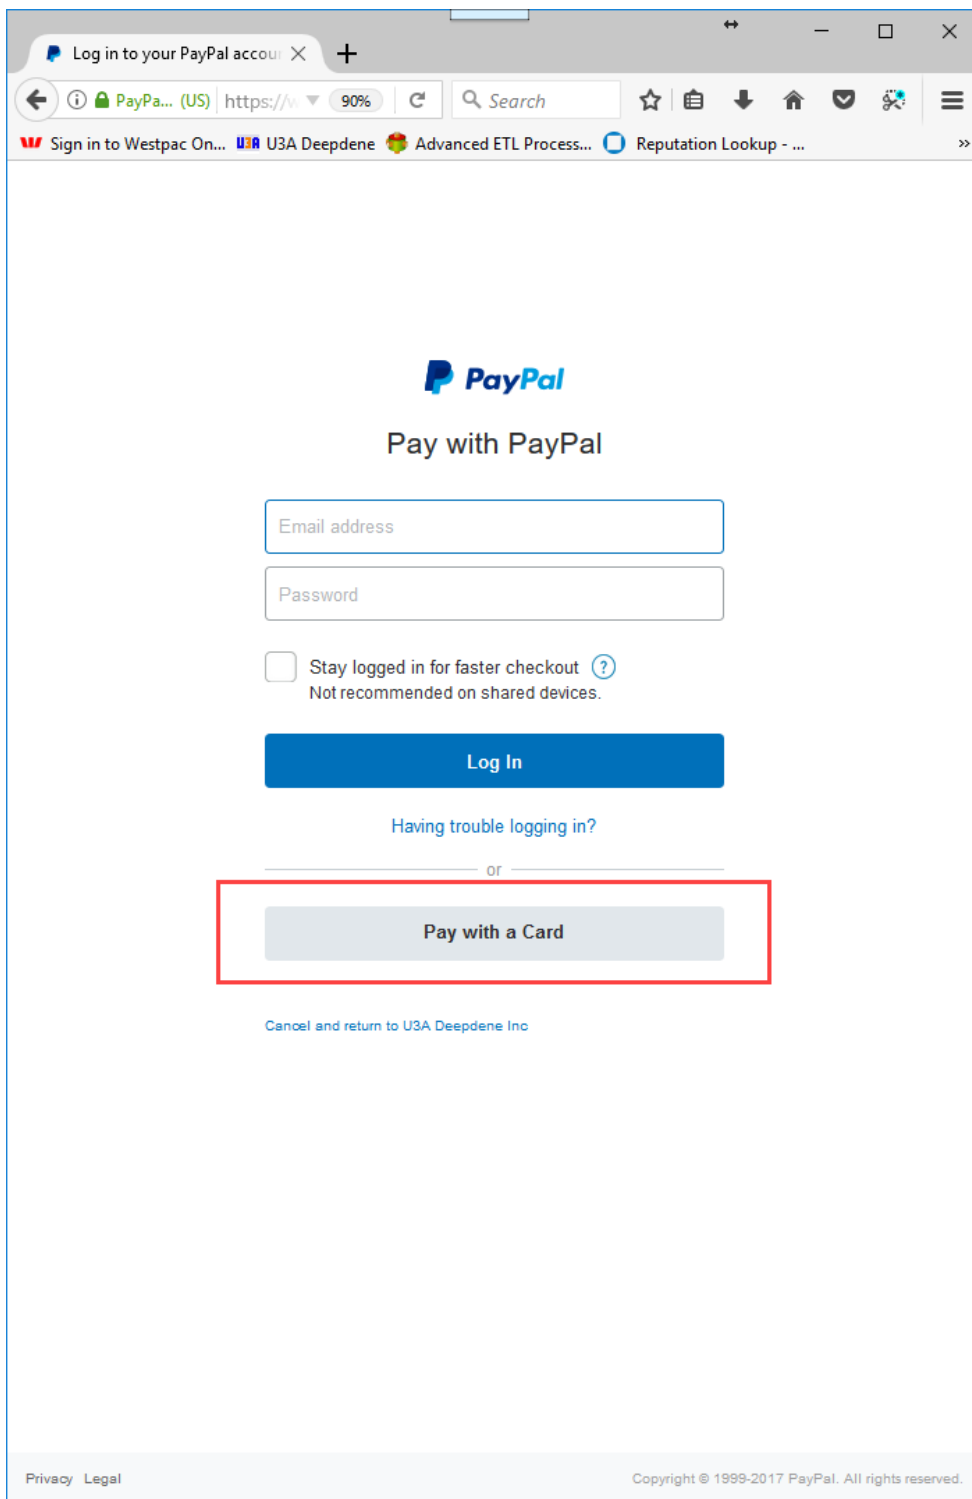 Log in to your PayPal accou
PayPa... (US) https://w 90% Search
Sign in to Westpac On... U3A U3A Deepdene Advanced ETL Process... Reputation Lookup - ... »
PayPal
Pay with PayPal
Email address
Password
Stay logged in for faster checkout ?
Not recommended on shared devices.
Log In
Having trouble logging in?
or
Pay with a Card
Cancel and return to U3A Deepdene Inc
Privacy Legal Copyright © 1999-2017 PayPal. All rights reserved.